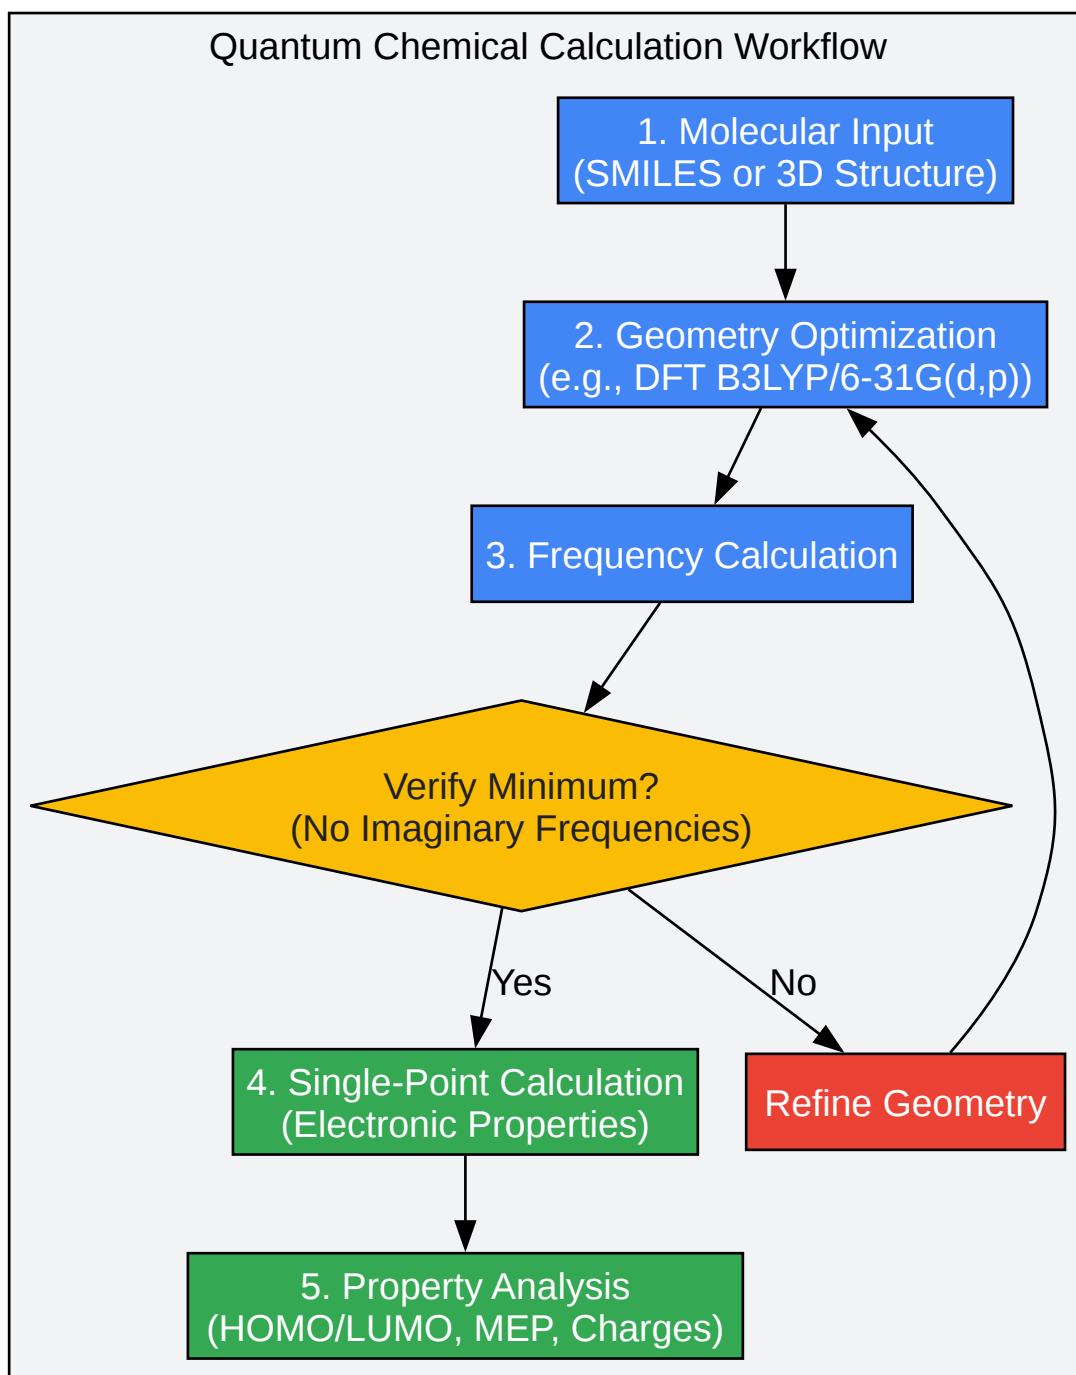 Quantum Chemical Calculation Workflow
1. Molecular Input
(SMILES or 3D Structure)
2. Geometry Optimization
(e.g., DFT B3LYP/6-31G(d,p))
3. Frequency Calculation
Verify Minimum?
(No Imaginary Frequencies)
Yes
No
4. Single-Point Calculation
(Electronic Properties)
Refine Geometry
5. Property Analysis
(HOMO/LUMO, MEP, Charges)